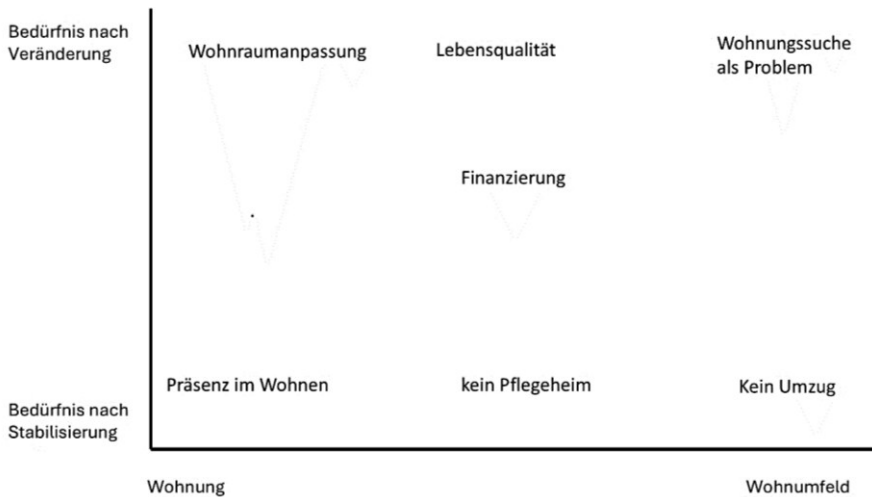 Bedürfnis nach
Veränderung
Wohnraumanpassung
Lebensqualität
Wohnungssuche
als Problem
Finanzierung
Präsenz im Wohnen
kein Pflegeheim
Kein Umzug
Bedürfnis nach
Stabilisierung
Wohnung
Wohnumfeld